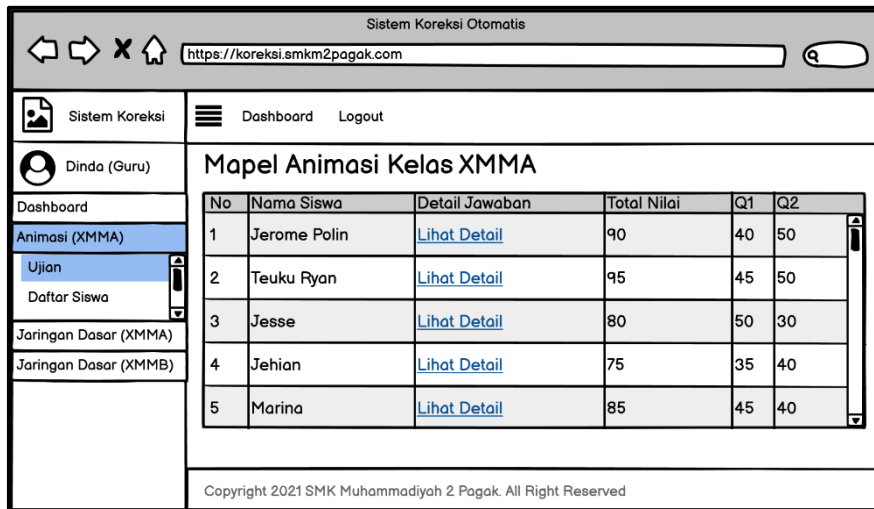 Sistem Koreksi Otomatis
https://koreksi.smkm2pagak.com
Sistem Koreksi
Dashboard Logout
Dinda (Guru)
Dashboard
Animasi (XMMA)
Ujian
Daftar Siswa
Jaringan Dasar (XMMA)
Jaringan Dasar (XMMB)
Mapel Animasi Kelas XMMA
No Nama Siswa Detail Jawaban Total Nilai Q1 Q2
1 Jerome Polin Lihat Detail 90 40 50
2 Teuku Ryan Lihat Detail 95 45 50
3 Jesse Lihat Detail 80 50 30
4 Jehian Lihat Detail 75 35 40
5 Marina Lihat Detail 85 45 40
Copyright 2021 SMK Muhammadiyah 2 Pagak. All Right Reserved